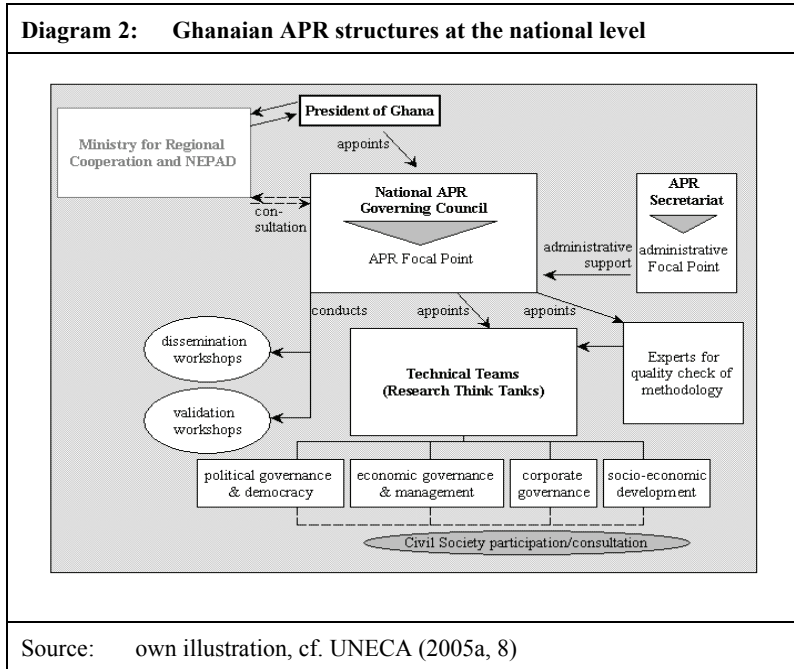 Diagram 2: Ghanaian APR structures at the national level
President of Ghana
Ministry for Regional
Cooperation and NEPAD
appoints
National APR
Governing Council
APR Focal Point
APR
Secretariat
administrative
Focal Point
con-
sultation
administrative
support
conducts
appoints
appoints
dissemination
workshops
validation
workshops
Technical Teams
(Research Think Tanks)
Experts for
quality check of
methodology
political governance
& democracy
economic governance
& management
corporate
governance
socio-economic
development
Civil Society participation/consultation
Source: own illustration, cf. UNECA (2005a, 8)